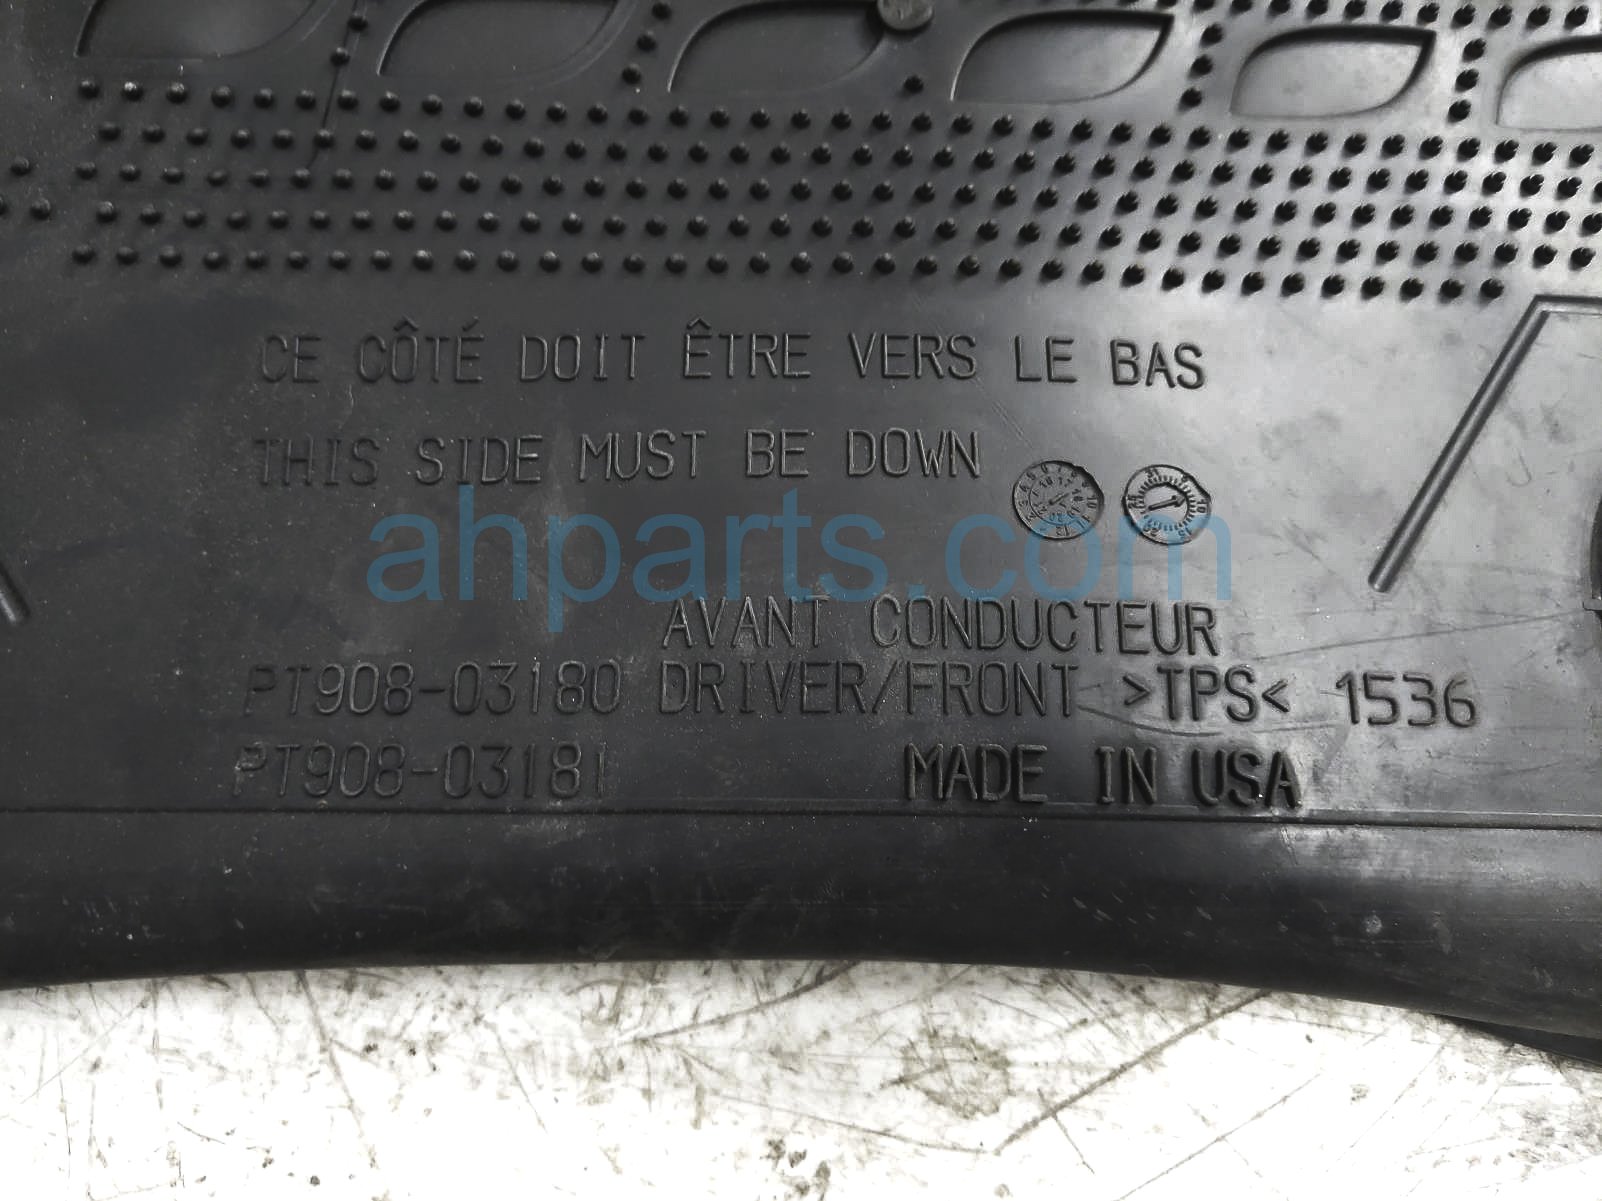 CE CÔTÉ DOIT ÊTRE VERS LE BAS
THIS SIDE MUST BE DOWN
ahparts.com
AVANT CONDUCTEUR
PT908-03180 DRIVER/FRONT >TPS< 1536
PT908-03181 MADE IN USA